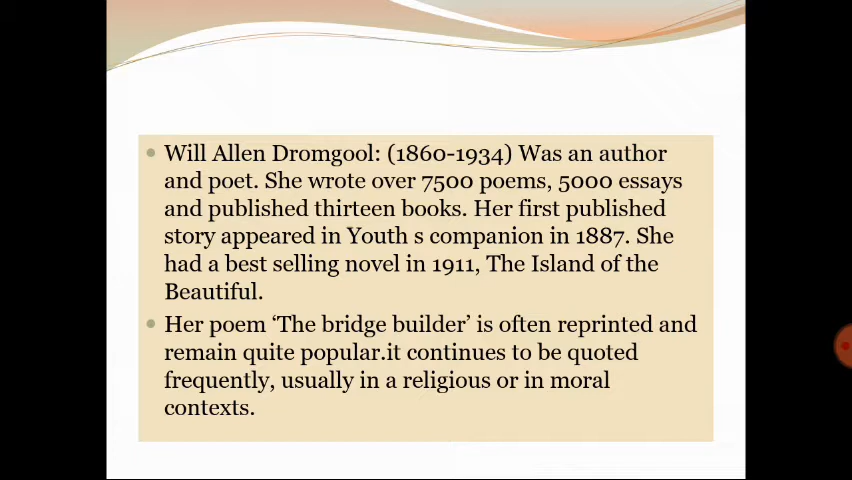 Will Allen Dromgool: (1860-1934) Was an author
and poet. She wrote over 7500 poems, 5000 essays
and published thirteen books. Her first published
story appeared in Youth s companion in 1887. She
had a best selling novel in 1911, The Island of the
Beautiful.
Her poem ‘The bridge builder’ is often reprinted and
remain quite popular.it continues to be quoted
frequently, usually in a religious or in moral
contexts.